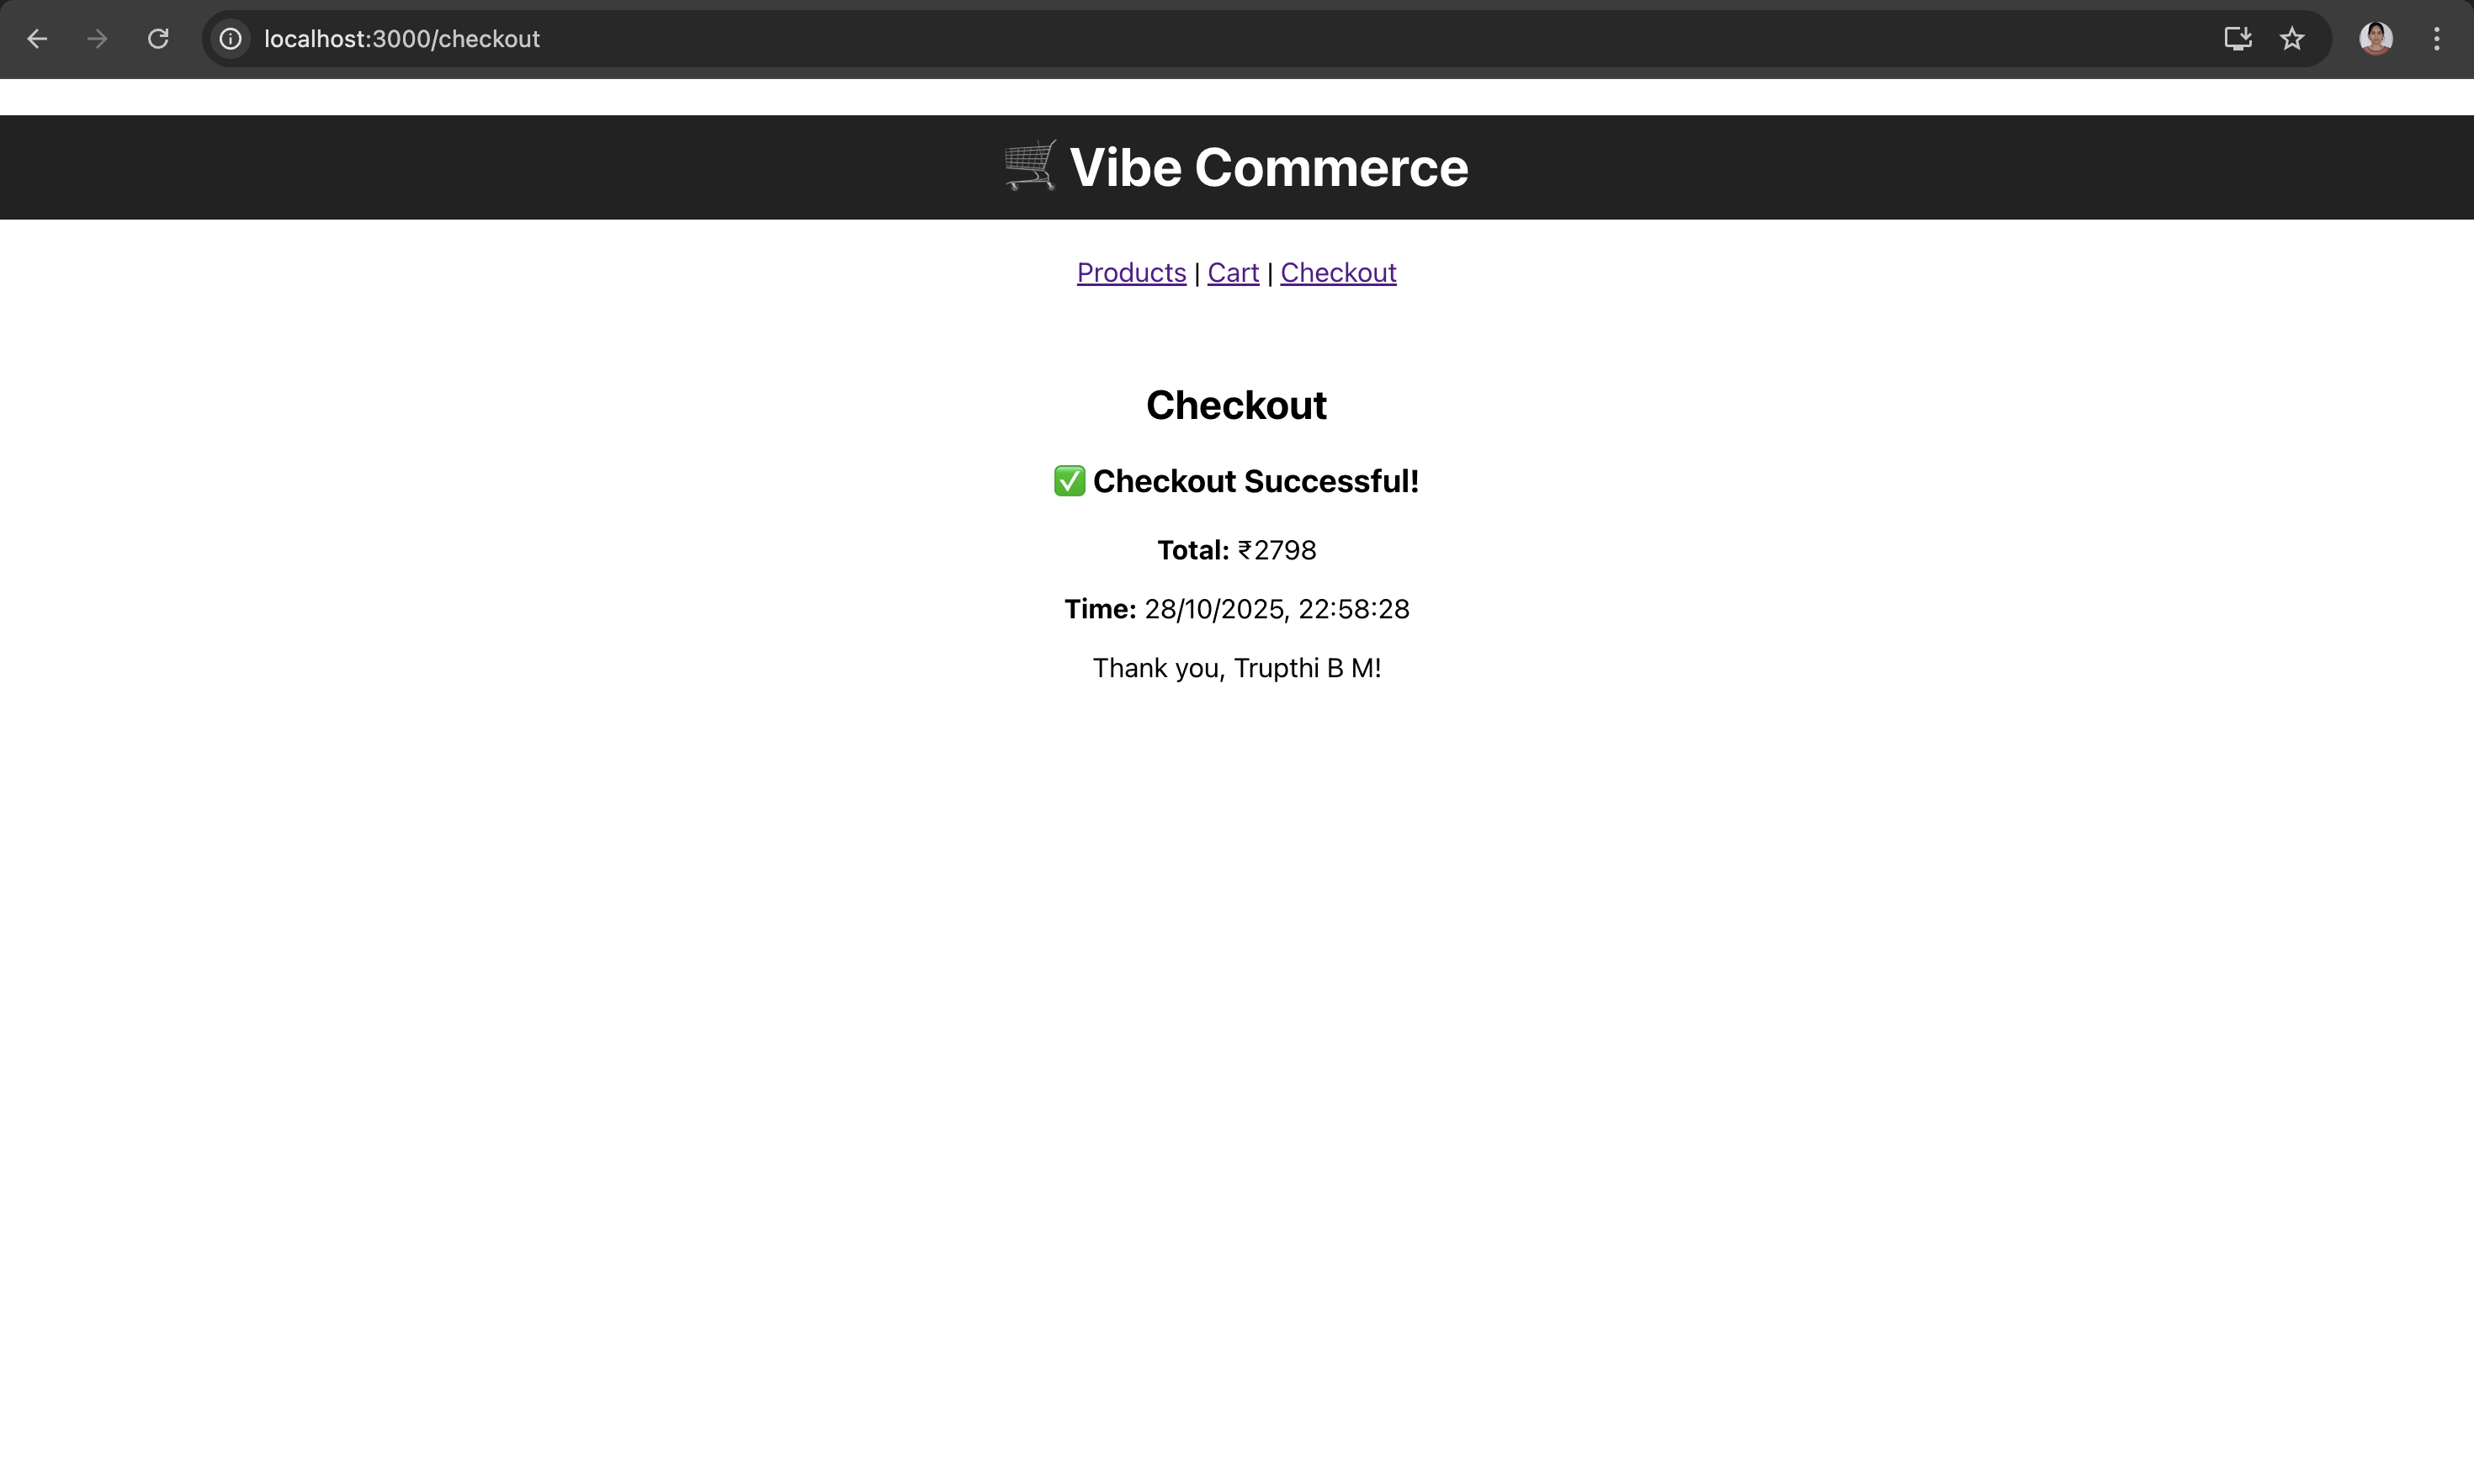 localhost:3000/checkout
🛒 Vibe Commerce
Products | Cart | Checkout
Checkout
✅ Checkout Successful!
Total: ₹2798
Time: 28/10/2025, 22:58:28
Thank you, Trupthi B M!